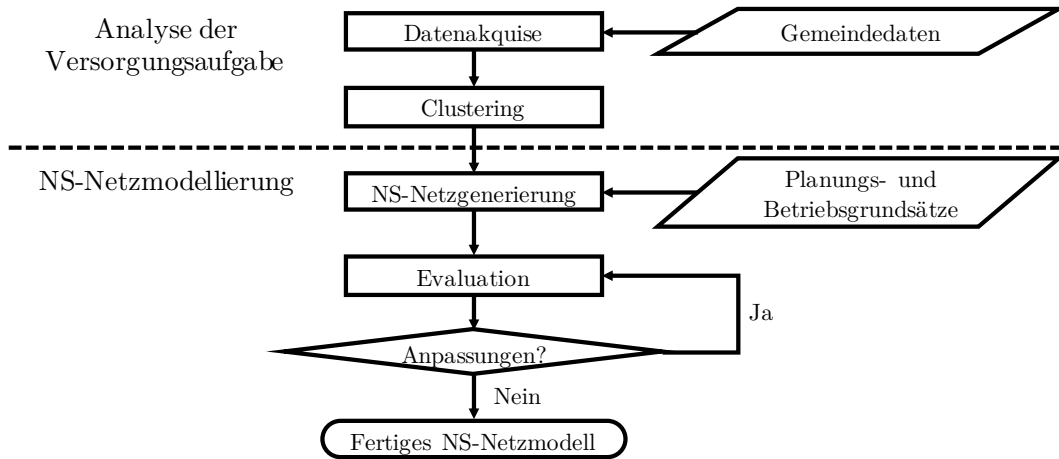 Analyse der
Versorgungsaufgabe
Datenakquise
Gemeindedaten
Clustering
NS-Netzmodellierung
NS-Netzgenerierung
Planungs- und
Betriebsgrundsätze
Evaluation
Ja
Anpassungen?
Nein
Fertiges NS-Netzmodell